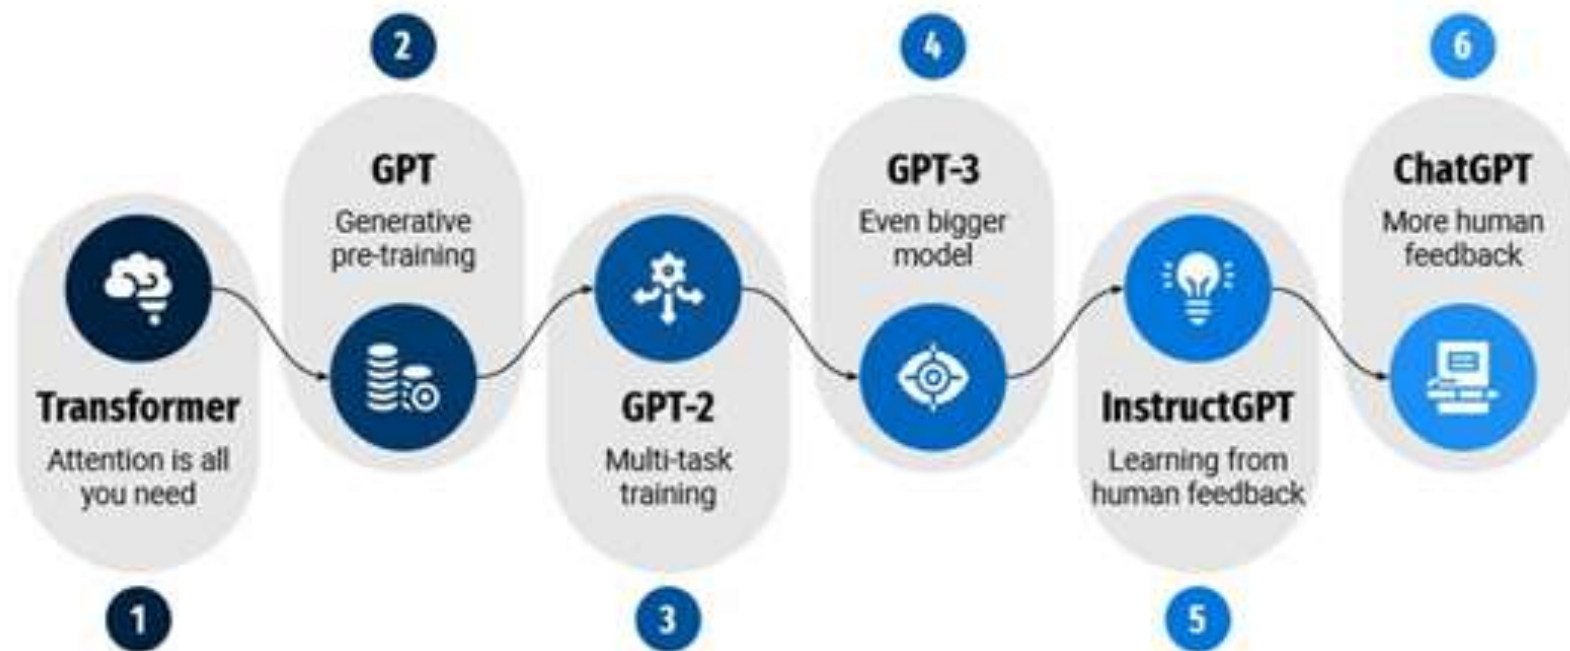 1
Transformer
Attention is all
you need
2
GPT
Generative
pre-training
3
GPT-2
Multi-task
training
4
GPT-3
Even bigger
model
5
InstructGPT
Learning from
human feedback
6
ChatGPT
More human
feedback